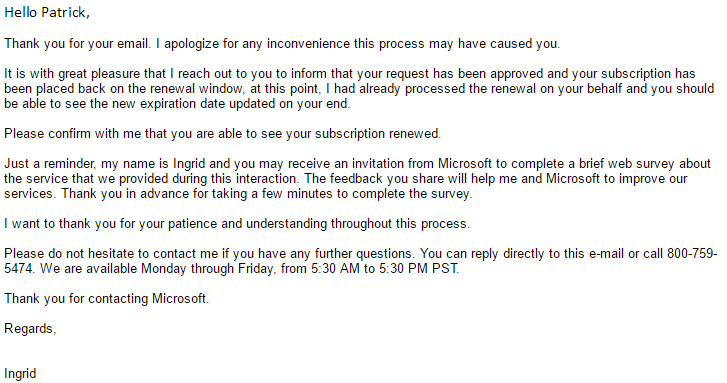 Hello Patrick,
Thank you for your email. I apologize for any inconvenience this process may have caused you.
It is with great pleasure that I reach out to you to inform that your request has been approved and your subscription has
been placed back on the renewal window, at this point, I had already processed the renewal on your behalf and you should
be able to see the new expiration date updated on your end.
Please confirm with me that you are able to see your subscription renewed.
Just a reminder, my name is Ingrid and you may receive an invitation from Microsoft to complete a brief web survey about
the service that we provided during this interaction. The feedback you share will help me and Microsoft to improve our
services. Thank you in advance for taking a few minutes to complete the survey.
I want to thank you for your patience and understanding throughout this process.
Please do not hesitate to contact me if you have any further questions. You can reply directly to this e-mail or call 800-759-
5474. We are available Monday through Friday, from 5:30 AM to 5:30 PM PST.
Thank you for contacting Microsoft.
Regards,
Ingrid